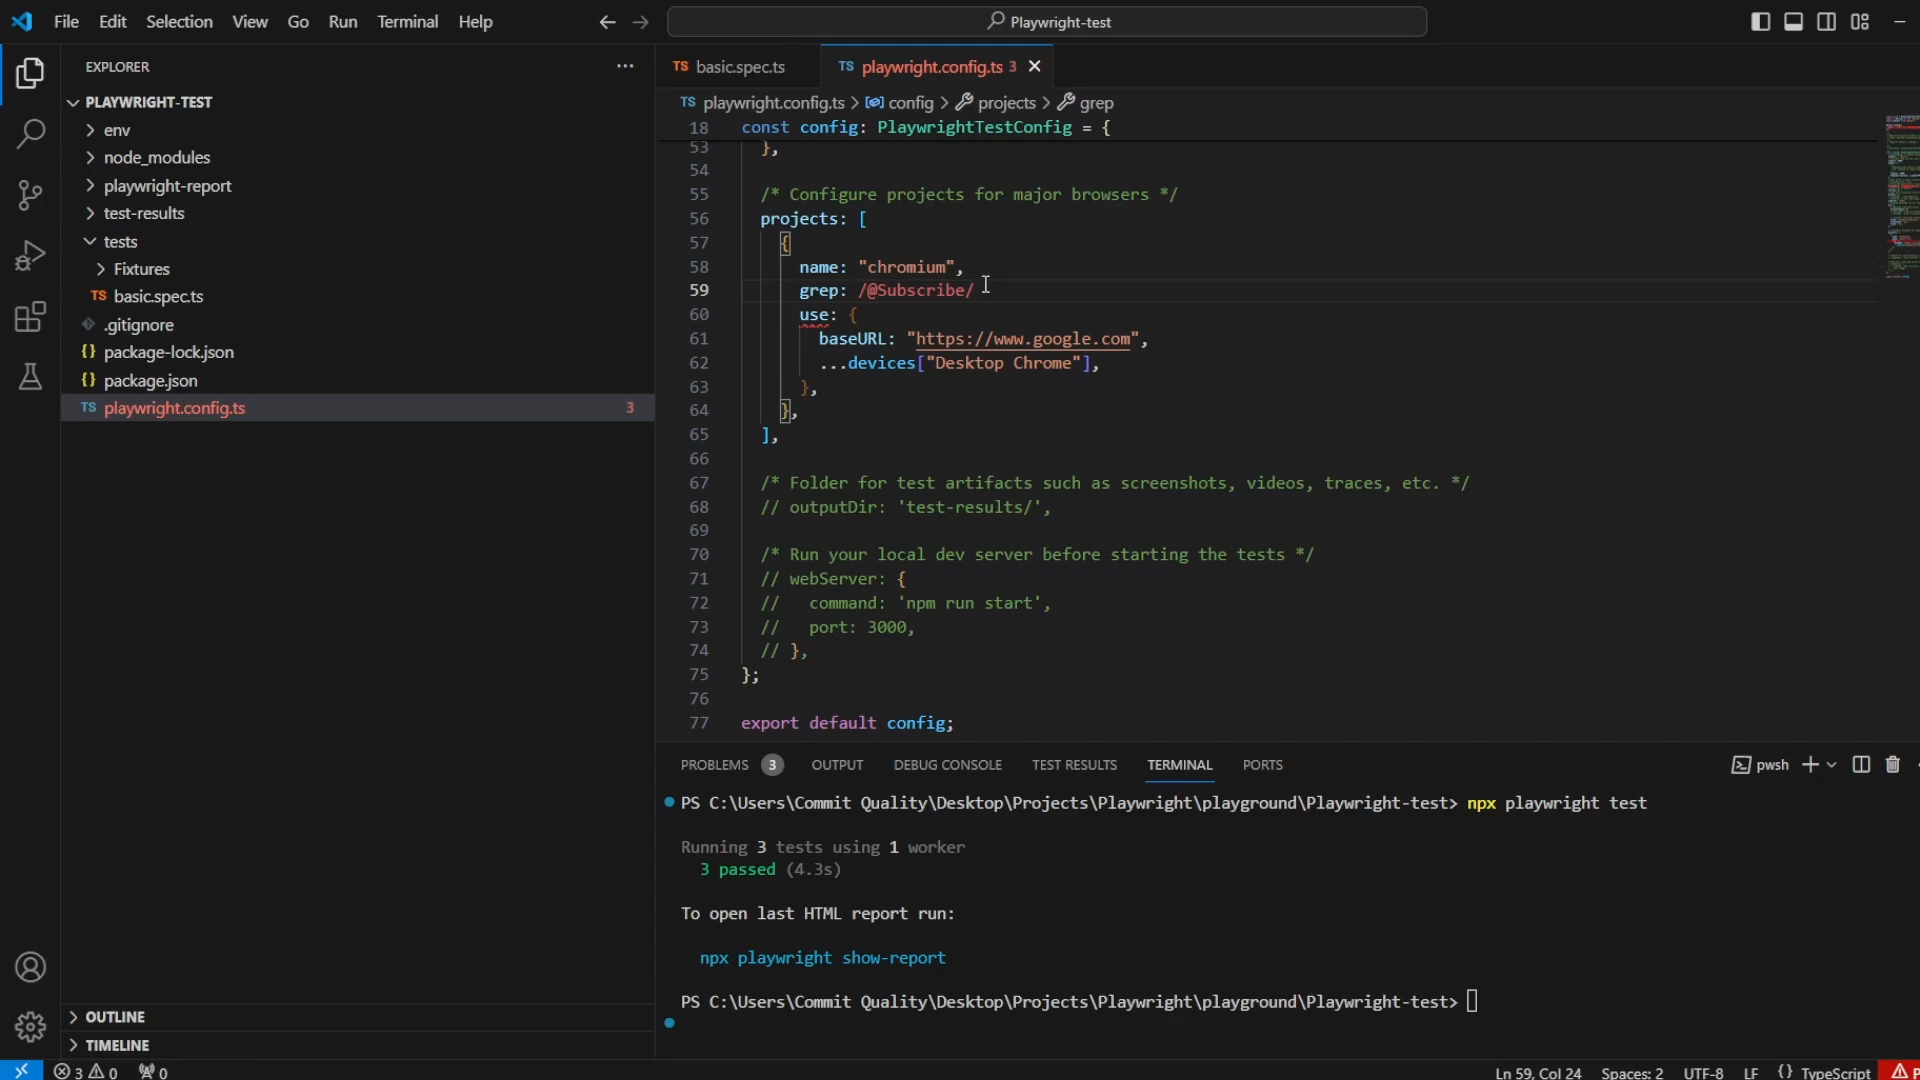 File Edit Selection View Go Run Terminal Help
Playwright-test
EXPLORER
PLAYWRIGHT-TEST
env
node_modules
playwright-report
test-results
tests
Fixtures
TS basic.spec.ts
.gitignore
{} package-lock.json
{} package.json
TS playwright.config.ts 3
OUTLINE
TIMELINE
TS basic.spec.ts
TS playwright.config.ts 3
TS playwright.config.ts > config > projects > grep
18 const config: PlaywrightTestConfig = {
53 },
54
55 /* Configure projects for major browsers */
56 projects: [
57 {
58 name: "chromium",
59 grep: /@Subscribe/
60 use: {
61 baseURL: "https://www.google.com",
62 ...devices["Desktop Chrome"],
63 },
64 },
65 ],
66
67 /* Folder for test artifacts such as screenshots, videos, traces, etc. */
68 // outputDir: 'test-results/',
69
70 /* Run your local dev server before starting the tests */
71 // webServer: {
72 //   command: 'npm run start',
73 //   port: 3000,
74 // },
75 };
76
77 export default config;
PROBLEMS 3 OUTPUT DEBUG CONSOLE TEST RESULTS TERMINAL PORTS
pwsh
PS C:\Users\Commit Quality\Desktop\Projects\Playwright\playground\Playwright-test> npx playwright test
Running 3 tests using 1 worker
3 passed (4.3s)
To open last HTML report run:
npx playwright show-report
PS C:\Users\Commit Quality\Desktop\Projects\Playwright\playground\Playwright-test>
3 0 0
Ln 59, Col 24 Spaces: 2 UTF-8 LF {} TypeScript